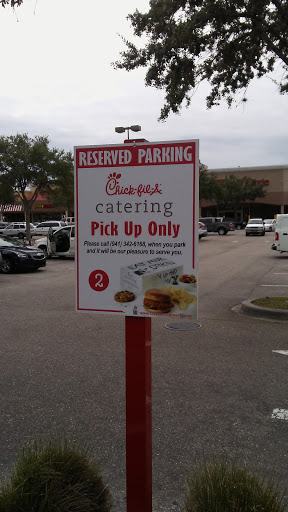 RESERVED PARKING
Chick-fil-A
catering
Pick Up Only
Please call (941) 342-6168, when you park
and it will be our pleasure to serve you.
2